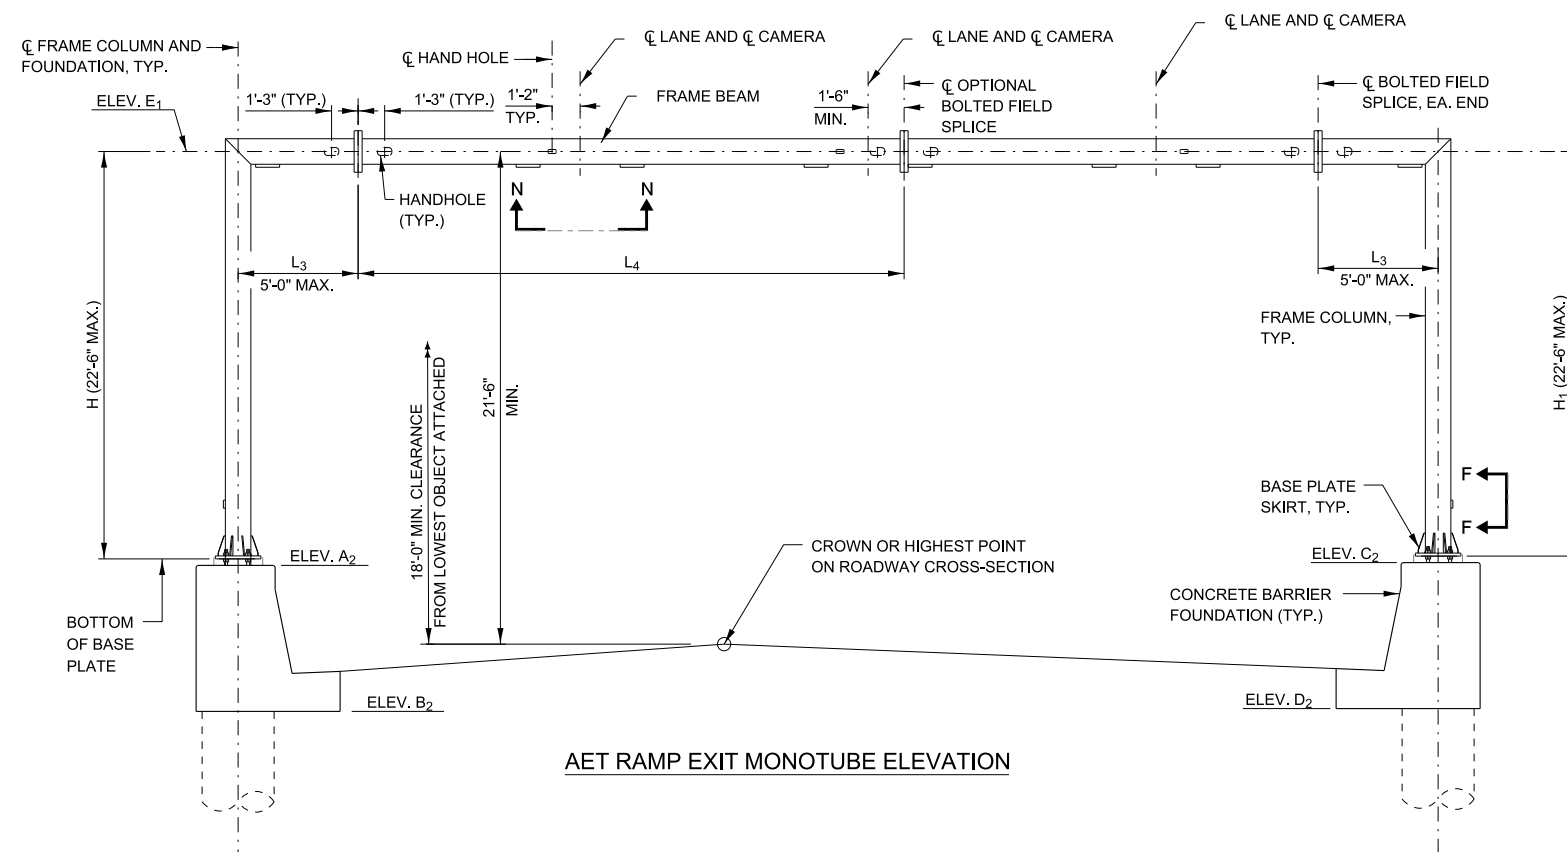 ℄ FRAME COLUMN AND
FOUNDATION, TYP.
℄ HAND HOLE
℄ LANE AND ℄ CAMERA
℄ LANE AND ℄ CAMERA
℄ LANE AND ℄ CAMERA
ELEV. E₁
1'-3" (TYP.)
1'-3" (TYP.)
1'-2"
TYP.
FRAME BEAM
1'-6"
MIN.
℄ OPTIONAL
BOLTED FIELD
SPLICE
℄ BOLTED FIELD
SPLICE, EA. END
HANDHOLE
(TYP.)
N
N
L₃
5'-0" MAX.
L₄
L₃
5'-0" MAX.
H (22'-6" MAX.)
18'-0" MIN. CLEARANCE
FROM LOWEST OBJECT ATTACHED
21'-6"
MIN.
FRAME COLUMN,
TYP.
H₁ (22'-6" MAX.)
F
F
BASE PLATE
SKIRT, TYP.
ELEV. A₂
CROWN OR HIGHEST POINT
ON ROADWAY CROSS-SECTION
ELEV. C₂
CONCRETE BARRIER
FOUNDATION (TYP.)
BOTTOM
OF BASE
PLATE
ELEV. B₂
ELEV. D₂
AET RAMP EXIT MONOTUBE ELEVATION